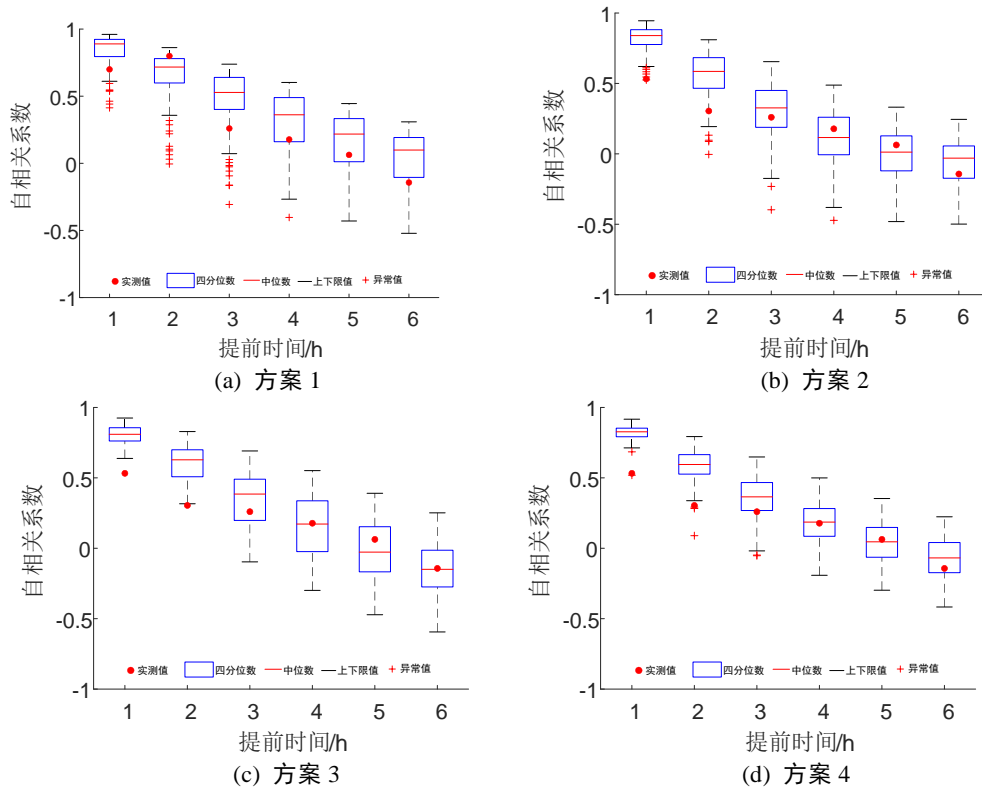 1
0.5
0
-0.5
-1
自相关系数
实测值 四分位数 中位数 上下限值 异常值
1 2 3 4 5 6
提前时间/h
(a) 方案 1
1
0.5
0
-0.5
-1
自相关系数
实测值 四分位数 中位数 上下限值 异常值
1 2 3 4 5 6
提前时间/h
(b) 方案 2
1
0.5
0
-0.5
-1
自相关系数
实测值 四分位数 中位数 上下限值 异常值
1 2 3 4 5 6
提前时间/h
(c) 方案 3
1
0.5
0
-0.5
-1
自相关系数
实测值 四分位数 中位数 上下限值 异常值
1 2 3 4 5 6
提前时间/h
(d) 方案 4